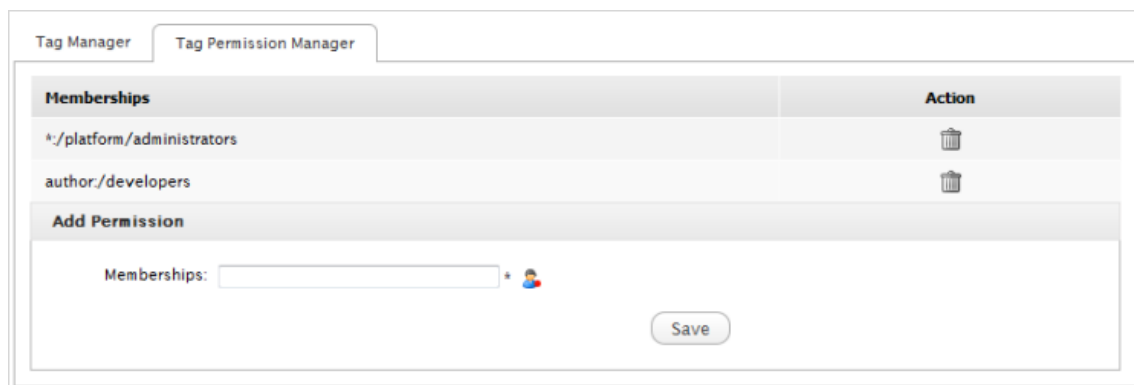 Tag Manager Tag Permission Manager
Memberships Action
*:/platform/administrators
author:/developers
Add Permission
Memberships: *
Save